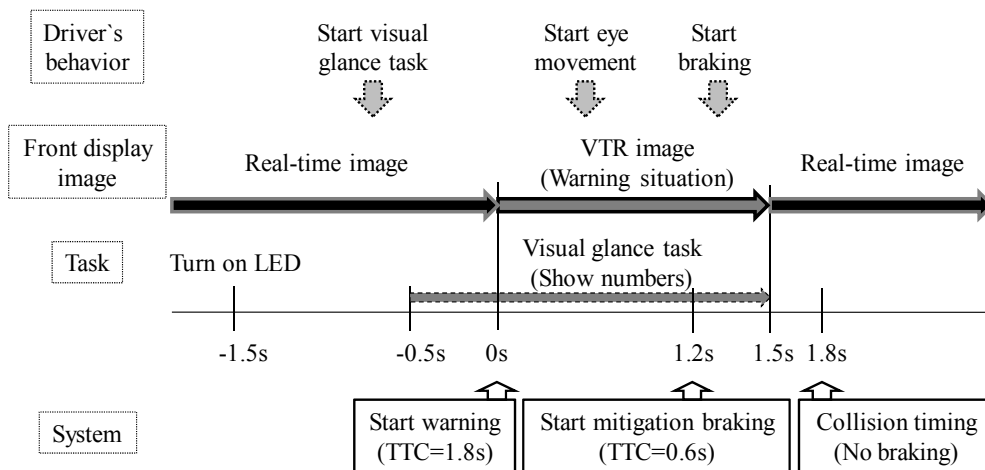 Driver`s
behavior
Start visual
glance task
Start eye
movement
Start
braking
Front display
image
Real-time image
VTR image
(Warning situation)
Real-time image
Task
Turn on LED
Visual glance task
(Show numbers)
-1.5s
-0.5s
0s
1.2s
1.5s
1.8s
System
Start warning
(TTC=1.8s)
Start mitigation braking
(TTC=0.6s)
Collision timing
(No braking)